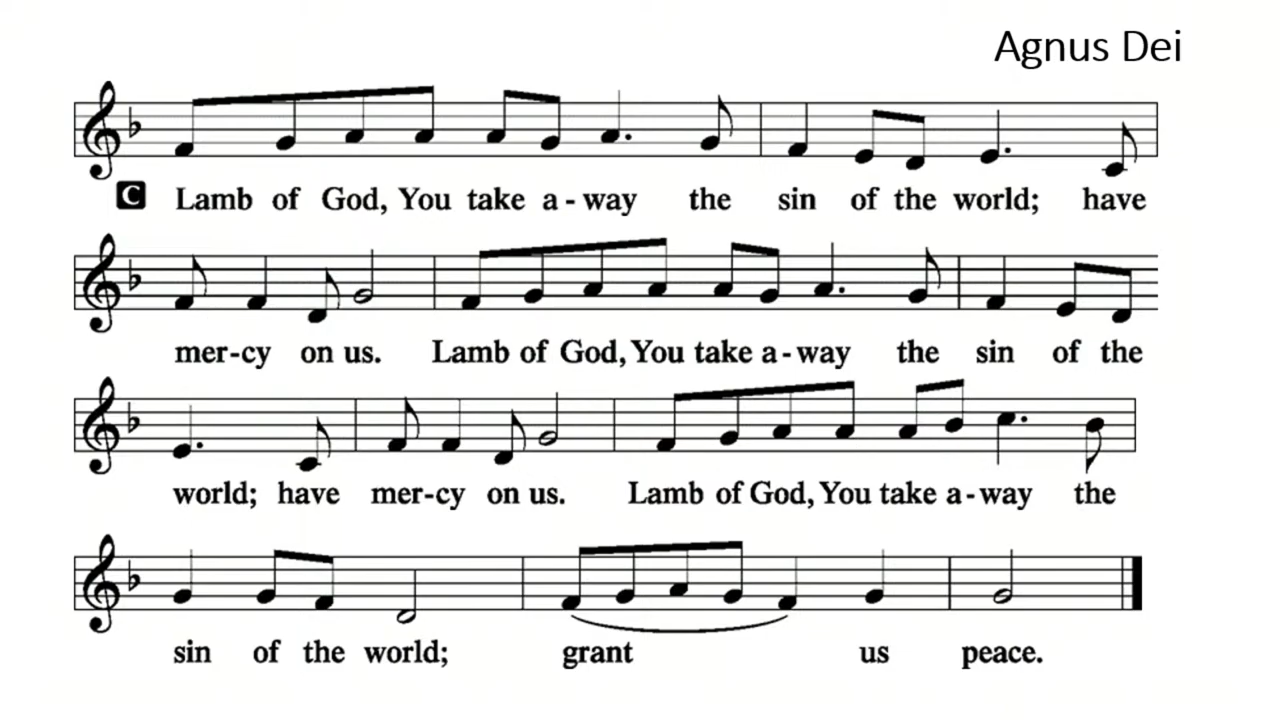 Agnus Dei
C Lamb of God, You take a - way the sin of the world; have
mer-cy on us. Lamb of God, You take a - way the sin of the
world; have mer-cy on us. Lamb of God, You take a - way the
sin of the world; grant us peace.